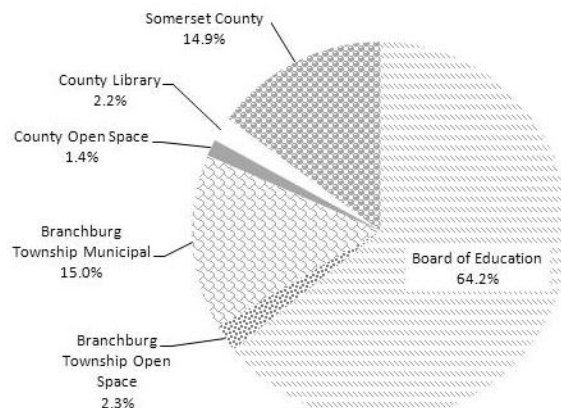 Somerset County
14.9%
County Library
2.2%
County Open Space
1.4%
Branchburg
Township Municipal
15.0%
Board of Education
64.2%
Branchburg
Township Open
Space
2.3%